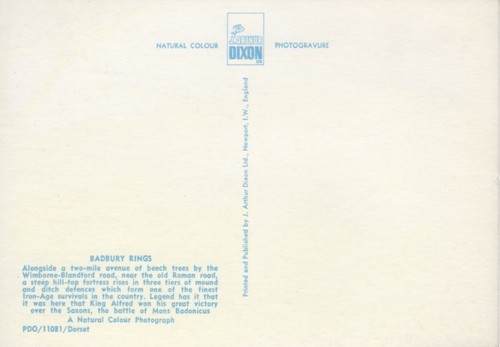 J. ARTHUR
DIXON
LTD
NATURAL COLOUR PHOTOGRAVURE
Printed and Published by J. Arthur Dixon Ltd., Newport, I.W., England
BADBURY RINGS
Alongside a two-mile avenue of beech trees by the
Wimborne-Blandford road, near the old Roman road,
a steep hill-top fortress rises in three tiers of mound
and ditch defences which form one of the finest
Iron-Age survivals in the country. Legend has it that
it was here that King Alfred won his great victory
over the Saxons, the battle of Mons Badonicus
A Natural Colour Photograph
PDO/11081/Dorset